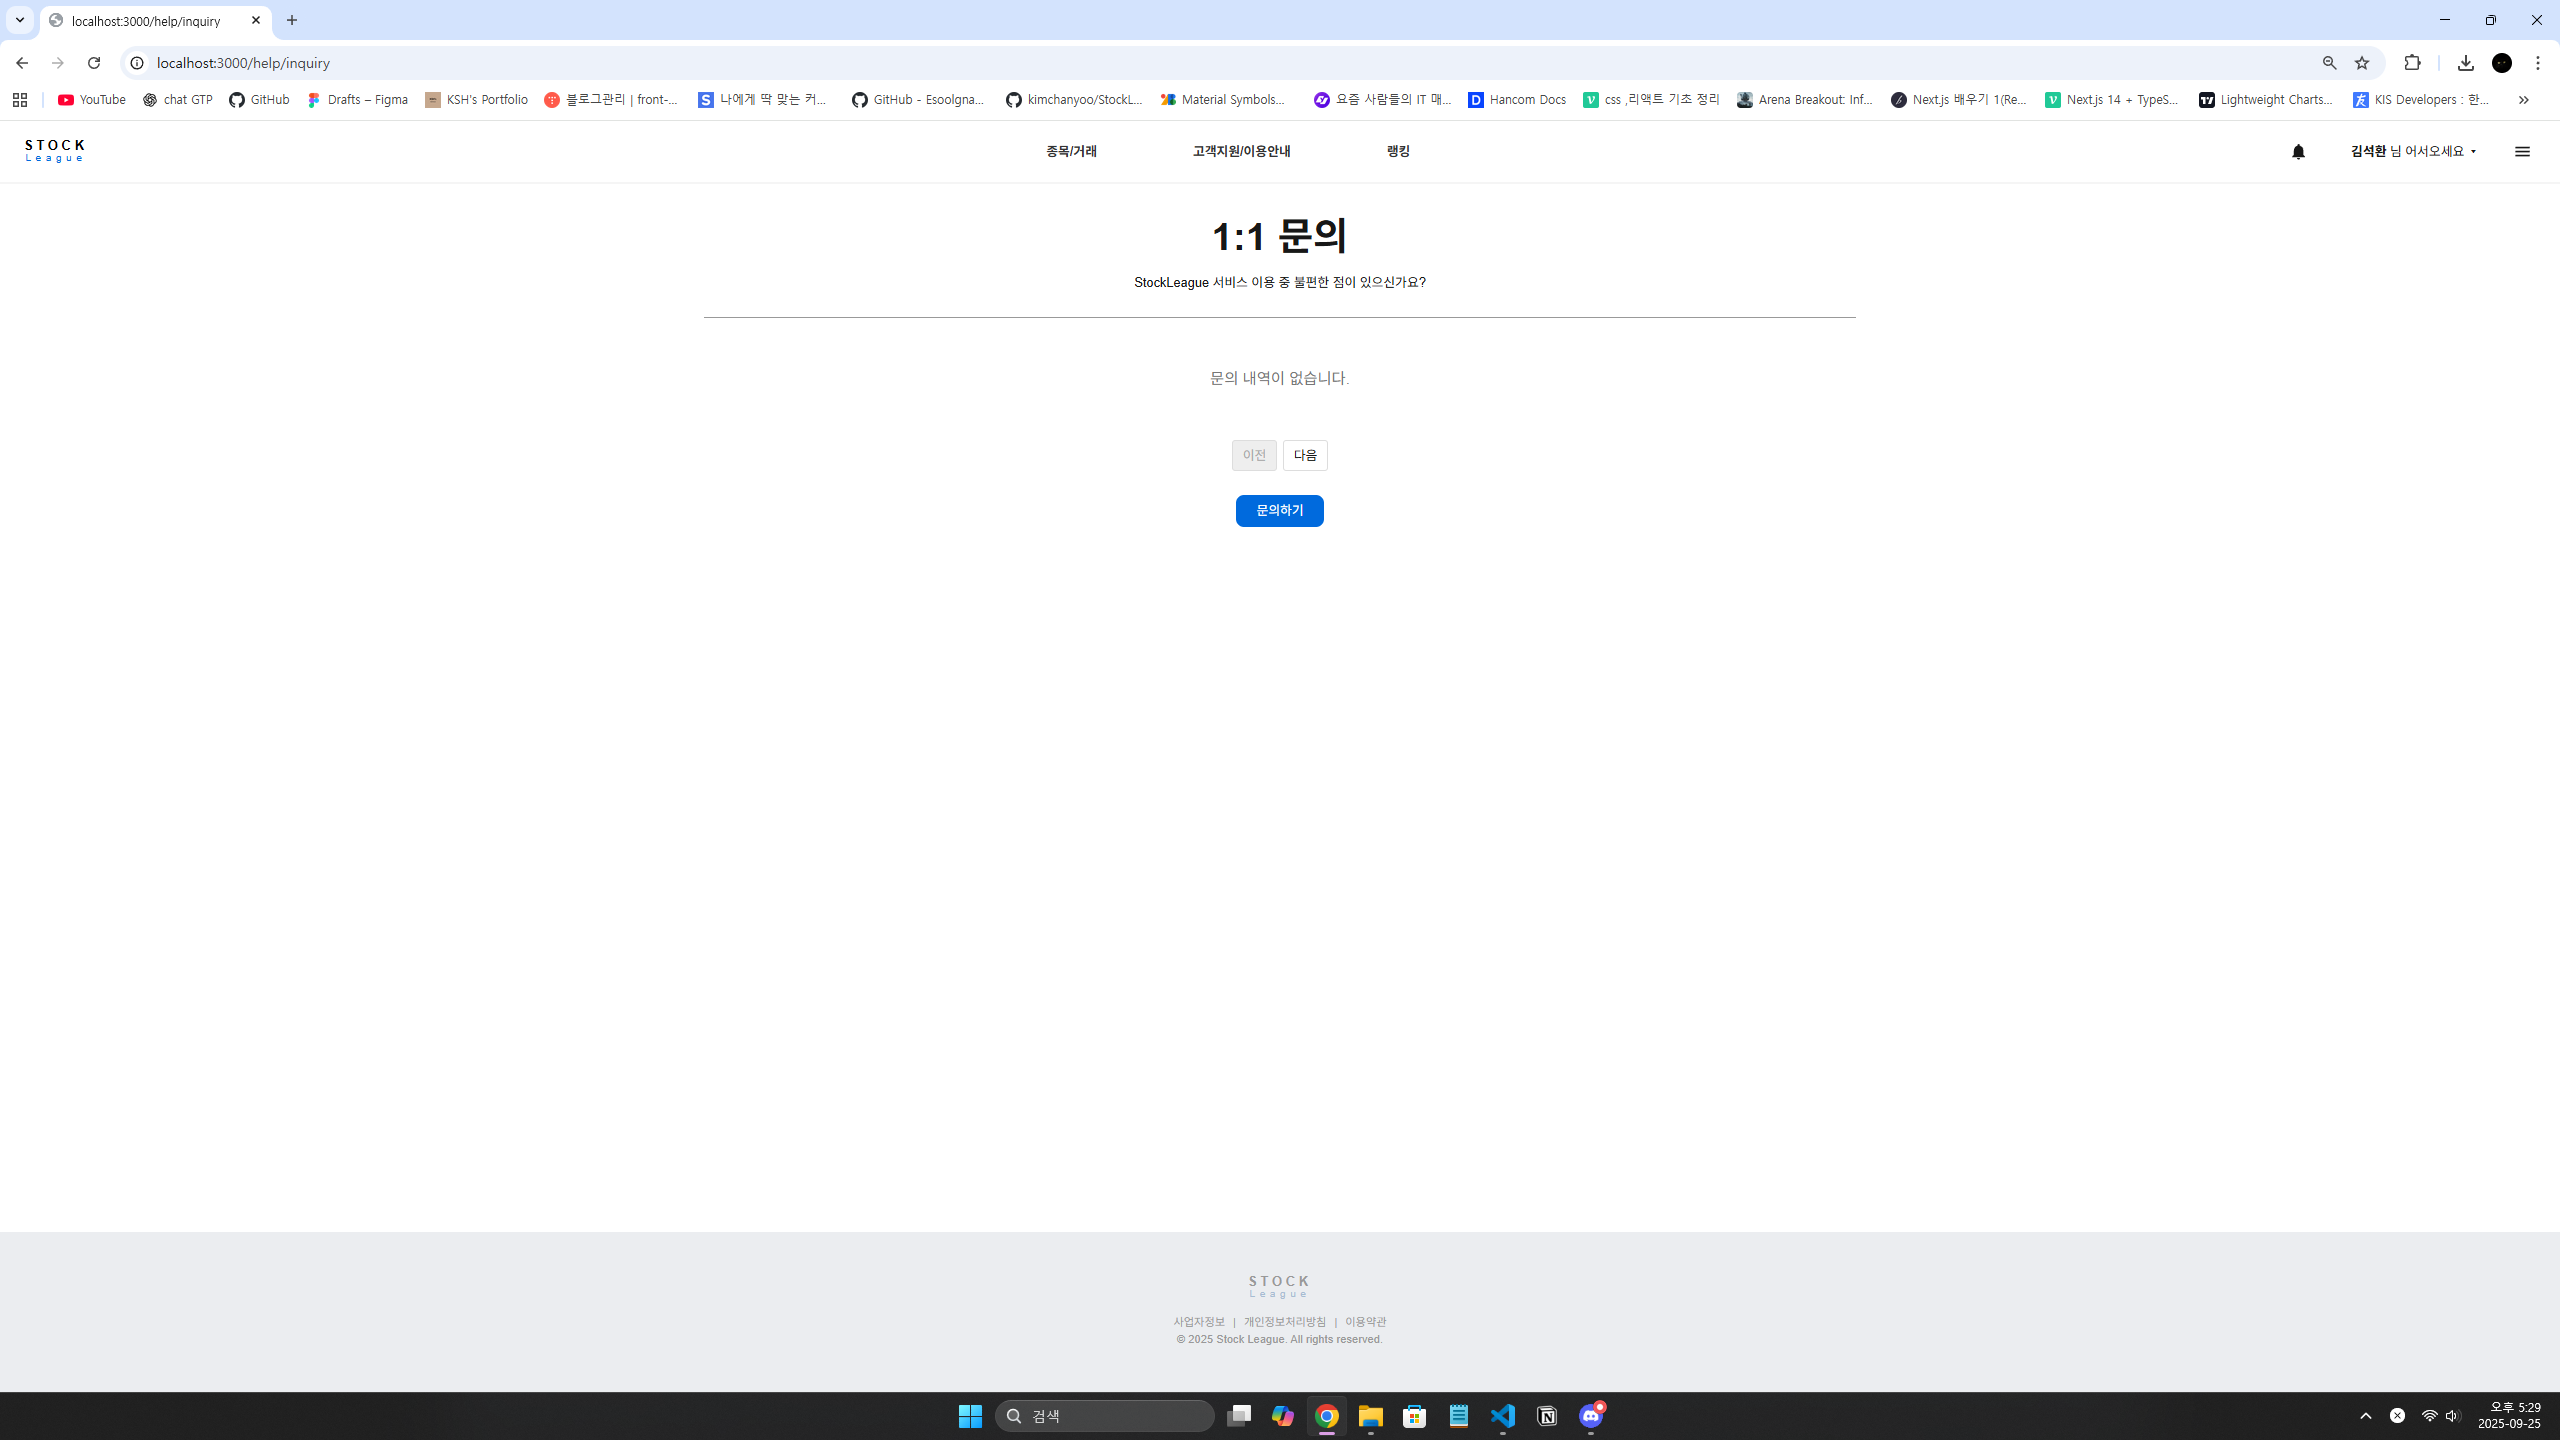 localhost:3000/help/inquiry
localhost:3000/help/inquiry
YouTube
chat GTP
GitHub
Drafts – Figma
KSH's Portfolio
블로그관리 | front-...
나에게 딱 맞는 커...
GitHub - Esoolgna...
kimchanyoo/StockL...
Material Symbols...
요즘 사람들의 IT 매...
Hancom Docs
css ,리액트 기초 정리
Arena Breakout: Inf...
Next.js 배우기 1(Re...
Next.js 14 + TypeS...
Lightweight Charts...
KIS Developers : 한...
STOCK
League
종목/거래
고객지원/이용안내
랭킹
김석환 님 어서오세요
1:1 문의
StockLeague 서비스 이용 중 불편한 점이 있으신가요?
문의 내역이 없습니다.
이전
다음
문의하기
STOCK
League
사업자정보 | 개인정보처리방침 | 이용약관
© 2025 Stock League. All rights reserved.
검색
오후 5:29
2025-09-25